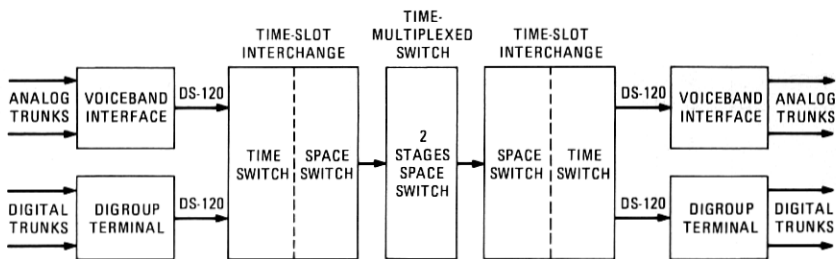 TIME-SLOT
INTERCHANGE
TIME-
MULTIPLEXED
SWITCH
TIME-SLOT
INTERCHANGE
ANALOG
TRUNKS
VOICEBAND
INTERFACE
DS-120
DIGITAL
TRUNKS
DIGROUP
TERMINAL
DS-120
TIME
SWITCH
SPACE
SWITCH
2
STAGES
SPACE
SWITCH
SPACE
SWITCH
TIME
SWITCH
DS-120
VOICEBAND
INTERFACE
ANALOG
TRUNKS
DS-120
DIGROUP
TERMINAL
DIGITAL
TRUNKS